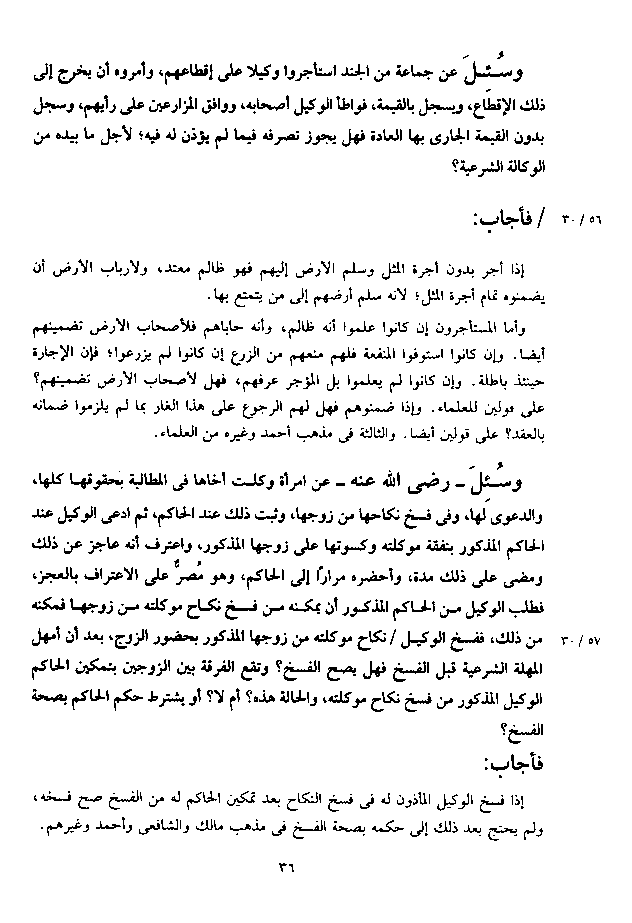 وسُئِلَ عن جماعة من الجند استأجروا وكيلا على إقطاعهم، وأمروه أن يخرج إلى
ذلك الإقطاع، ويسجل بالقيمة، فواطأ الوكيل أصحابه، ووافق المزارعين على رأيهم، وسجل
بدون القيمة الجارى بها العادة فهل يجوز تصرفه فيما لم يؤذن له فيه؛ لأجل ما بيده من
الوكالة الشرعية؟
٣٠/٥٦ / فأجاب:
إذا أجر بدون أجرة المثل وسلم الأرض إليهم فهو ظالم معتد، ولأرباب الأرض أن
يضمنوه تمام أجرة المثل؛ لأنه سلم أرضهم إلى من يتمتع بها.
وأما المستأجرون إن كانوا علموا أنه ظالم، وأنه حاباهم فلأصحاب الأرض تضمينهم
أيضا. وإن كانوا استوفوا المنفعة فلهم منعهم من الزرع إن كانوا لم يزرعوا؛ فإن الإجارة
حينئذ باطلة. وإن كانوا لم يعلموا بل المؤجر عرفهم، فهل لأصحاب الأرض تضمينهم؟
على قولين للعلماء. وإذا ضمنوهم فهل لهم الرجوع على هذا الغار بما لم يلزموا ضمانه
بالعقد؟ على قولين أيضا. والثالثة فى مذهب أحمد وغيره من العلماء.
وسُئِلَ ـ رضى الله عنه ـ عن امرأة وكلت أخاها فى المطالبة بحقوقها كلها،
والدعوى لها، وفى فسخ نكاحها من زوجها، وثبت ذلك عند الحاكم، ثم ادعى الوكيل عند
الحاكم المذكور بنفقة موكلته وكسوتها على زوجها المذكور، واعترف أنه عاجز عن ذلك
ومضى على ذلك مدة، وأحضره مرارًا إلى الحاكم، وهو مُصرٌّ على الاعتراف بالعجز،
فطلب الوكيل من الحاكم المذكور أن يمكنه من فسخ نكاح موكلته من زوجها فمكنه
٣٠/٥٧ من ذلك، ففسخ الوكيل / نكاح موكلته من زوجها المذكور بحضور الزوج، بعد أن أمهل
المهلة الشرعية قبل الفسخ فهل يصح الفسخ؟ وتقع الفرقة بين الزوجين بتمكين الحاكم
الوكيل المذكور من فسخ نكاح موكلته، والحالة هذه؟ أم لا؟ أو يشترط حكم الحاكم بصحة
الفسخ؟
فأجاب:
إذا فسخ الوكيل المأذون له فى فسخ النكاح بعد تمكين الحاكم له من الفسخ صح فسخه،
ولم يحتج بعد ذلك إلى حكمه بصحة الفسخ فى مذهب مالك والشافعى وأحمد وغيرهم.
٣٦